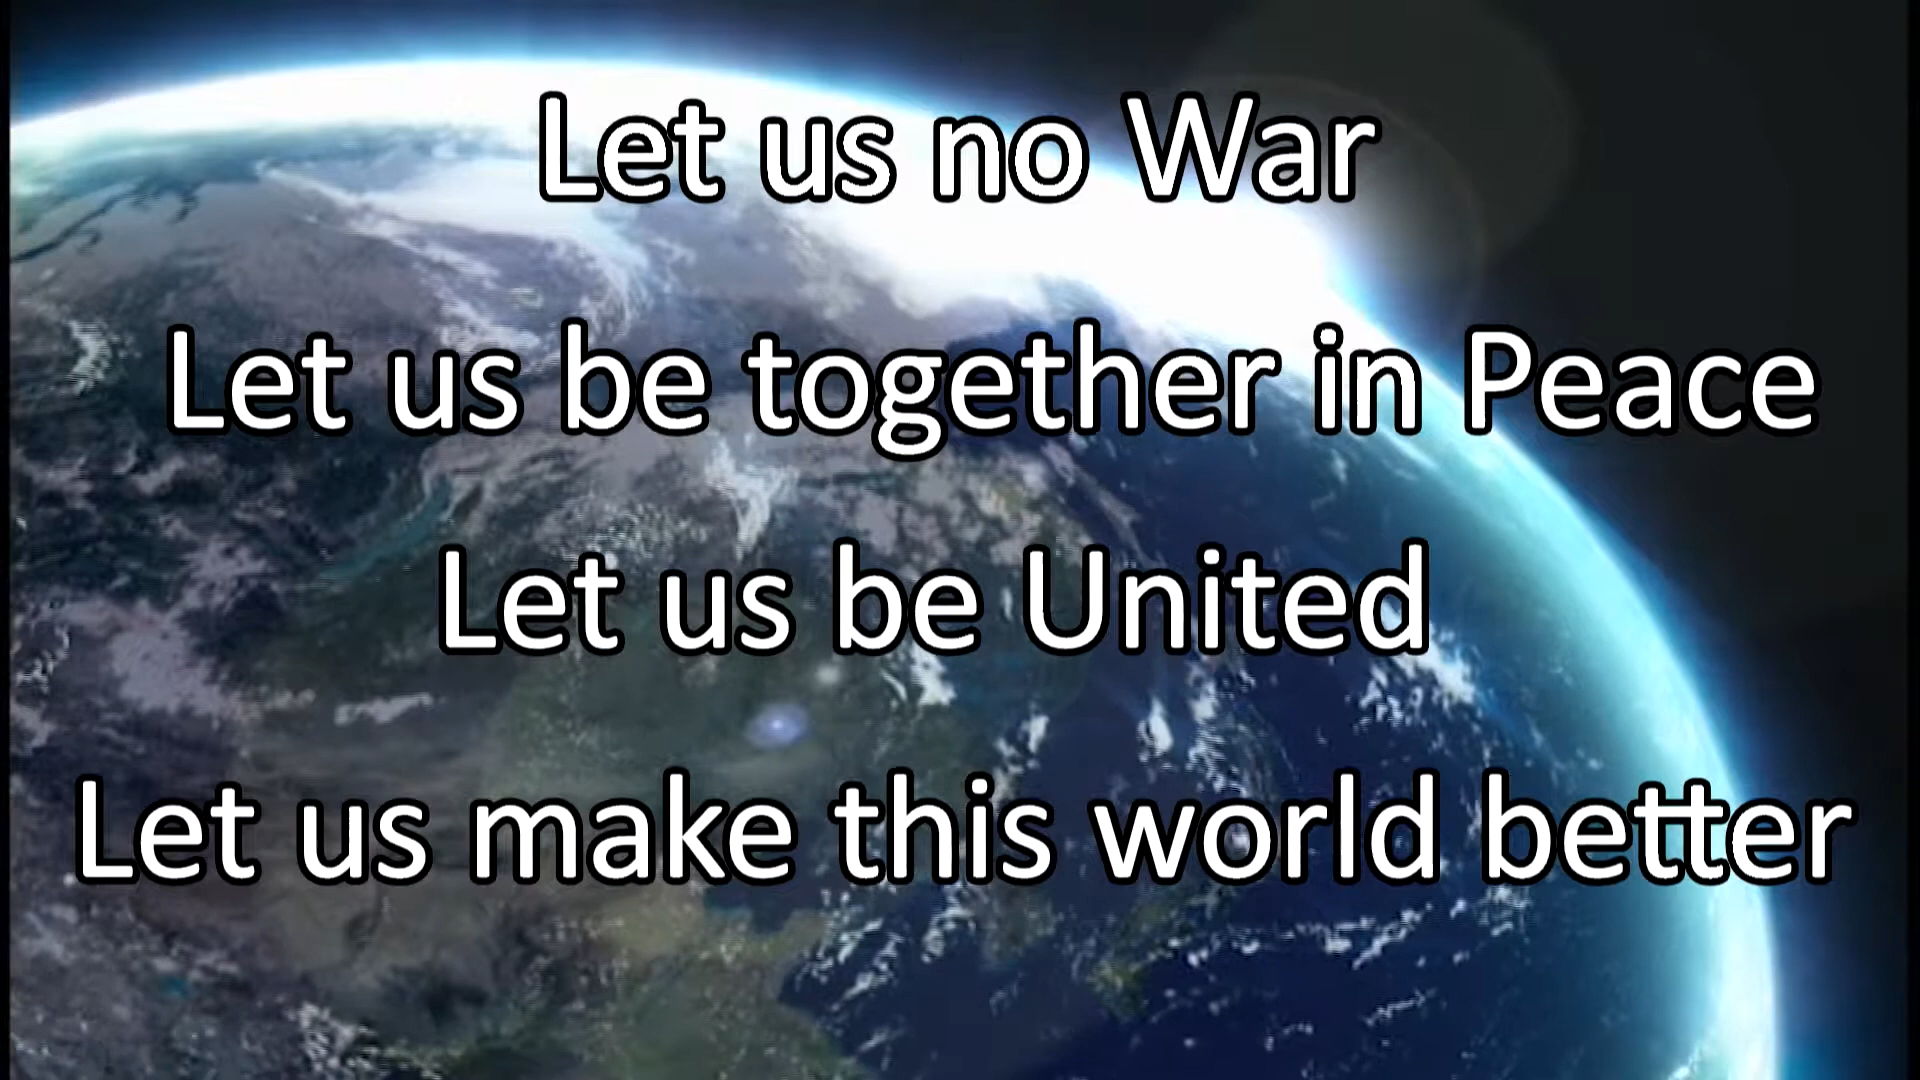 Let us no War
Let us be together in Peace
Let us be United
Let us make this world better